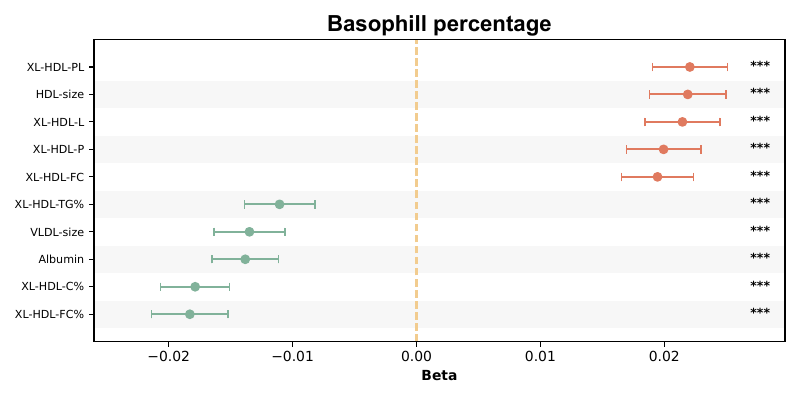 Basophill percentage
XL-HDL-PL ***
HDL-size ***
XL-HDL-L ***
XL-HDL-P ***
XL-HDL-FC ***
XL-HDL-TG% ***
VLDL-size ***
Albumin ***
XL-HDL-C% ***
XL-HDL-FC% ***
−0.02 −0.01 0.00 0.01 0.02
Beta